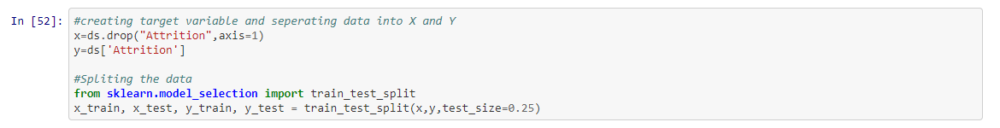 In [52]: #creating target variable and seperating data into X and Y
x=ds.drop("Attrition",axis=1)
y=ds['Attrition']
#Spliting the data
from sklearn.model_selection import train_test_split
x_train, x_test, y_train, y_test = train_test_split(x,y,test_size=0.25)